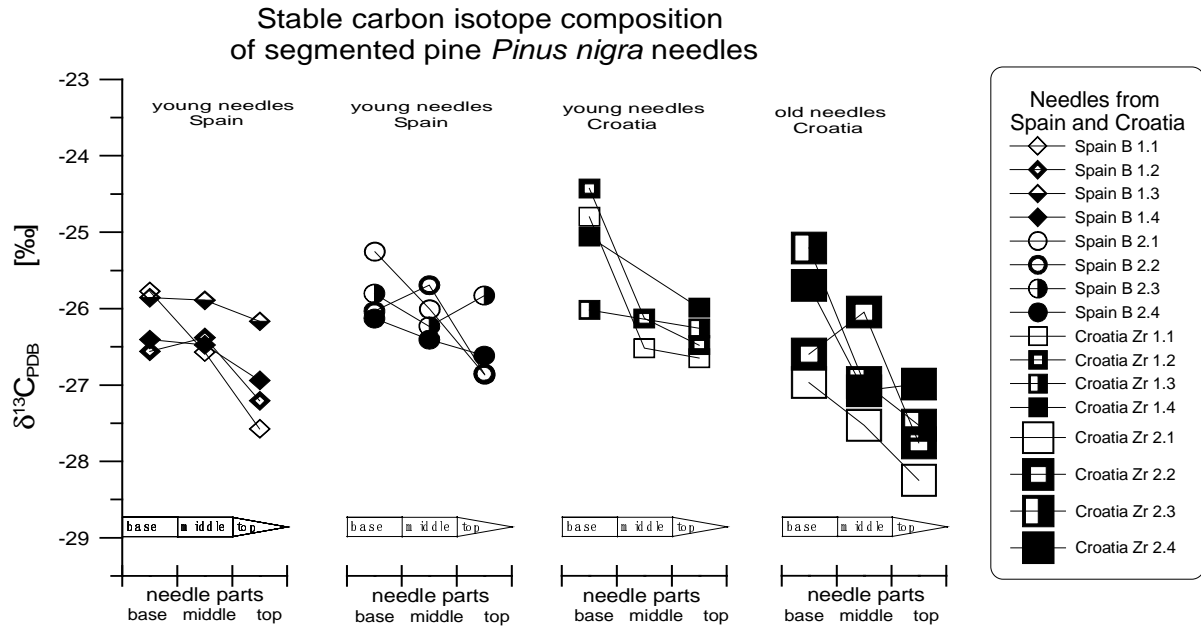 Stable carbon isotope composition
of segmented pine Pinus nigra needles
δ¹³C_PDB [‰]
-23
-24
-25
-26
-27
-28
-29
young needles
Spain
young needles
Spain
young needles
Croatia
old needles
Croatia
base middle top
base middle top
base middle top
base middle top
needle parts
base middle top
needle parts
base middle top
needle parts
base middle top
needle parts
base middle top
Needles from
Spain and Croatia
Spain B 1.1
Spain B 1.2
Spain B 1.3
Spain B 1.4
Spain B 2.1
Spain B 2.2
Spain B 2.3
Spain B 2.4
Croatia Zr 1.1
Croatia Zr 1.2
Croatia Zr 1.3
Croatia Zr 1.4
Croatia Zr 2.1
Croatia Zr 2.2
Croatia Zr 2.3
Croatia Zr 2.4